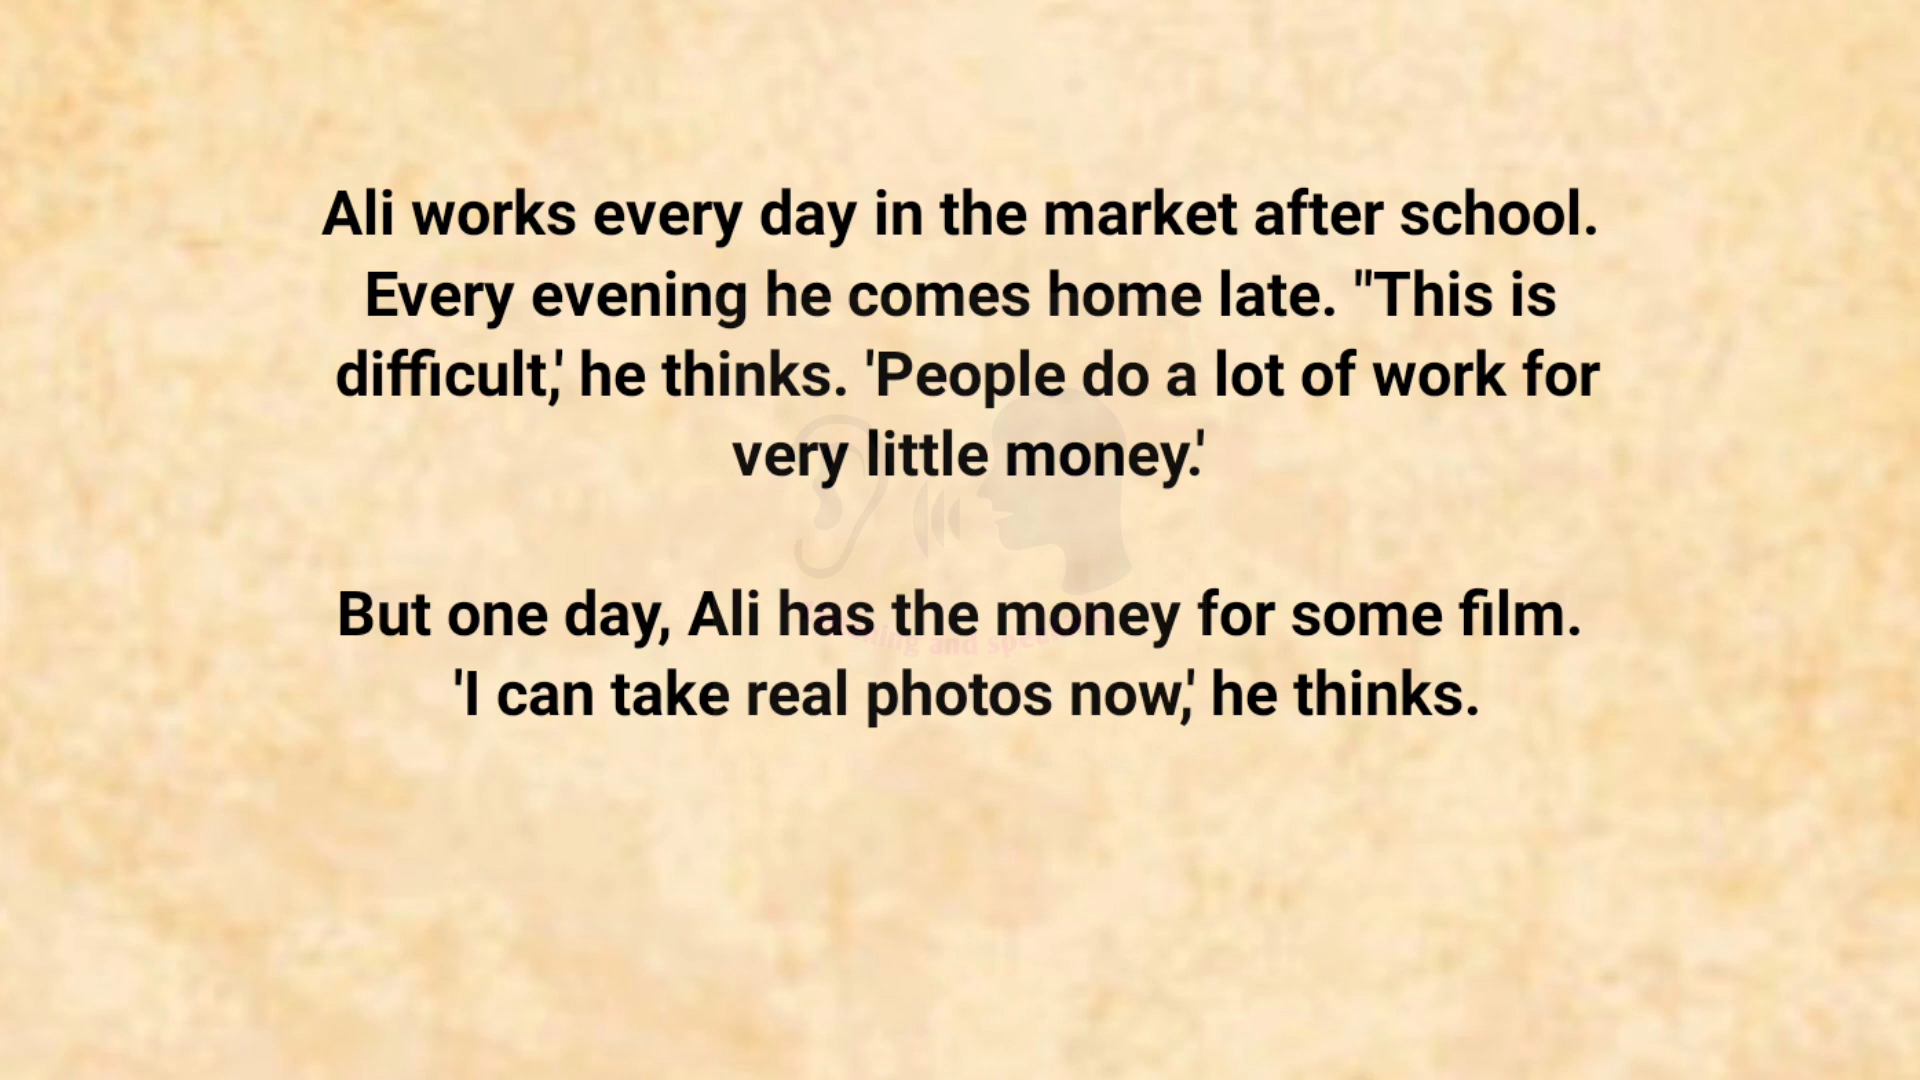 Ali works every day in the market after school.
Every evening he comes home late. "This is
difficult,' he thinks. 'People do a lot of work for
very little money.'
But one day, Ali has the money for some film.
'I can take real photos now,' he thinks.
and